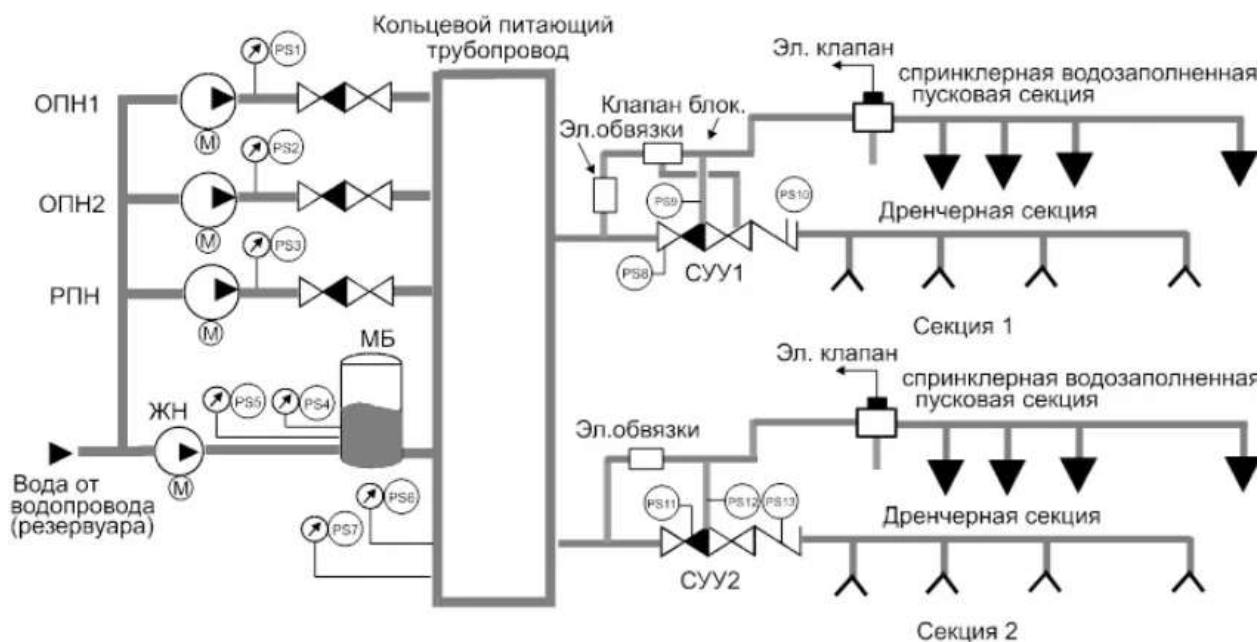 Кольцевой питающий
трубопровод
ОПН1
PS1
M
ОПН2
PS2
M
РПН
PS3
M
МБ
PS5
PS4
ЖН
M
Вода от
водопровода
(резервуара)
PS6
PS7
Эл. клапан
спринклерная водозаполненная
пусковая секция
Клапан блок.
Эл.обвязки
PS9
PS10
Дренчерная секция
PS8
СУУ1
Секция 1
Эл. клапан
спринклерная водозаполненная
пусковая секция
Эл.обвязки
PS11
PS12
PS13
Дренчерная секция
СУУ2
Секция 2